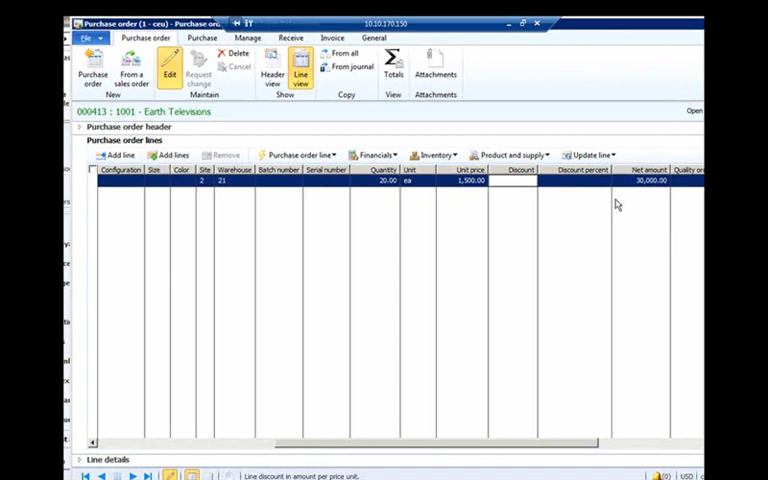 Purchase order (1 - ceu) - Purchase
10.10.170.150
File Purchase order Purchase Manage Receive Invoice General
Purchase order
From a sales order
Edit
Request change
Delete
Cancel
Header view
Line view
From all
From journal
Totals
Attachments
New Maintain Show Copy View Attachments
000413 : 1001 - Earth Televisions
Open
Purchase order header
Purchase order lines
Add line Add lines Remove Purchase order line Financials Inventory Product and supply Update line
Configuration Size Color Site Warehouse Batch number Serial number Quantity Unit Unit price Discount Discount percent Net amount Quality or
2 21 20.00 ea 1,500.00 30,000.00
Line details
Line discount in amount per price unit.
(0) USD